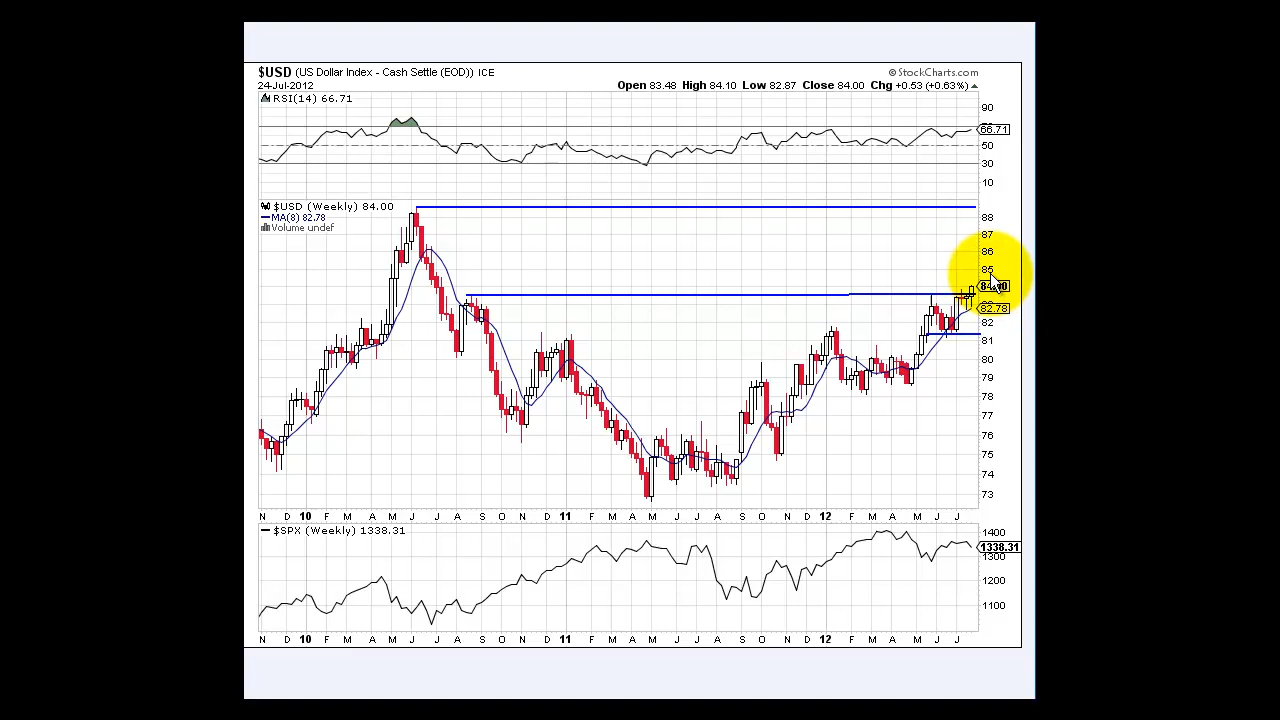 $USD (US Dollar Index - Cash Settle (EOD)) ICE
© StockCharts.com
24-Jul-2012
Open 83.48 High 84.10 Low 82.87 Close 84.00 Chg +0.53 (+0.63%)
RSI(14) 66.71
90
66.71
50
30
10
$USD (Weekly) 84.00
MA(8) 82.78
Volume undef
88
87
86
85
82.78
82
81
80
79
78
77
76
75
74
73
N D 10 F M A M J J A S O N D 11 F M A M J J A S O N D 12 F M A M J J
$SPX (Weekly) 1338.31
1400
1338.31
1300
1200
1100
N D 10 F M A M J J A S O N D 11 F M A M J J A S O N D 12 F M A M J J